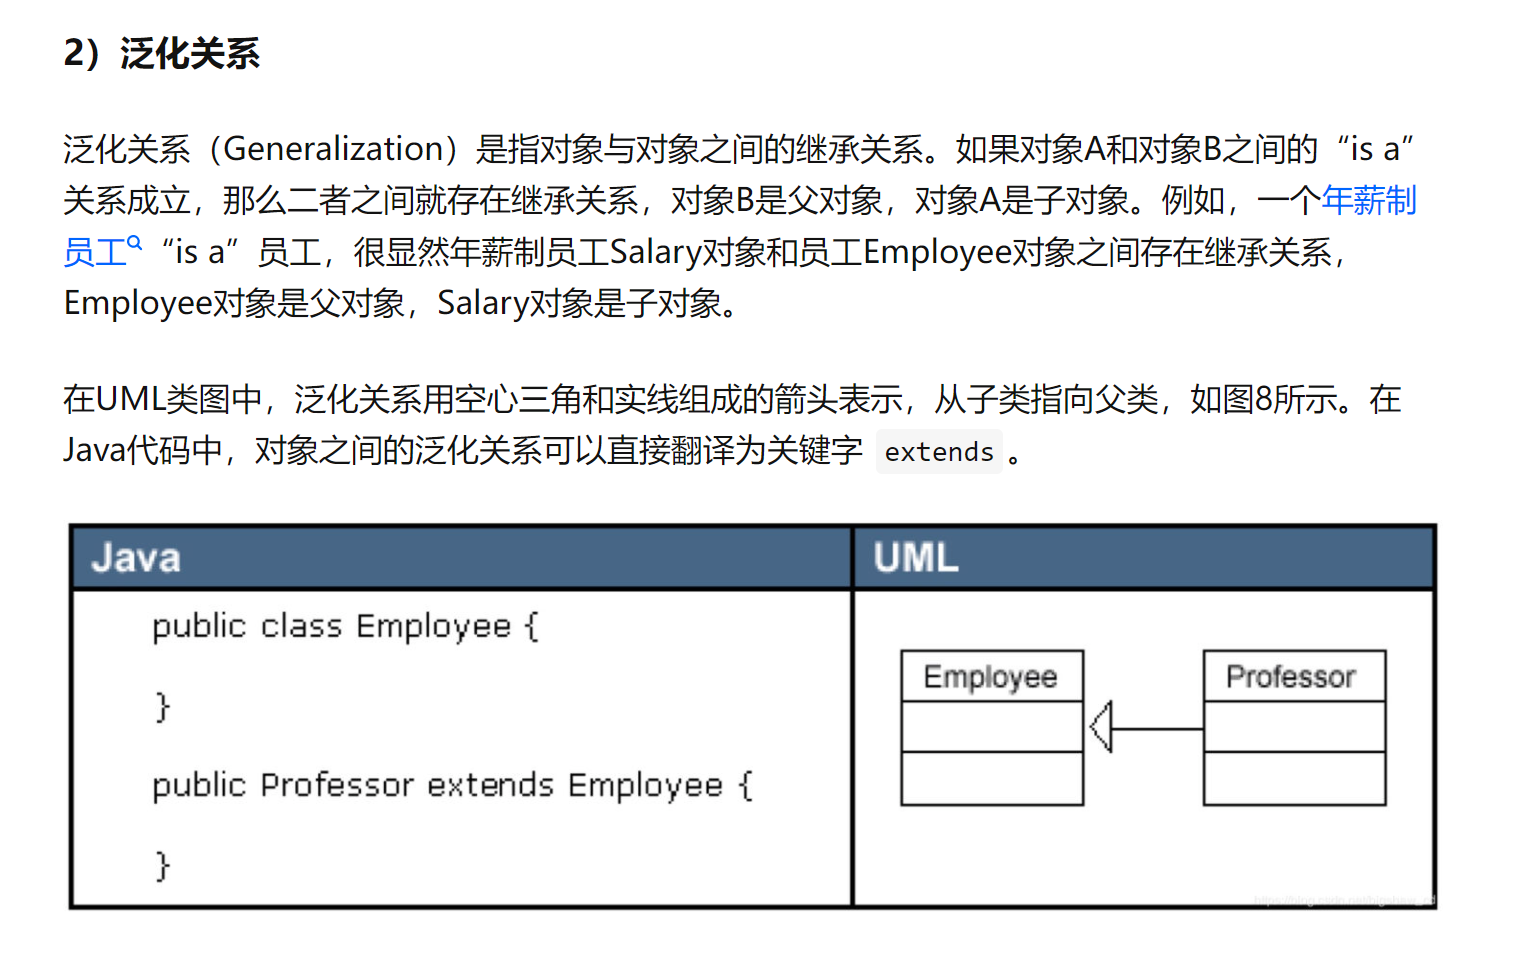 2）泛化关系
泛化关系（Generalization）是指对象与对象之间的继承关系。如果对象A和对象B之间的“is a”
关系成立，那么二者之间就存在继承关系，对象B是父对象，对象A是子对象。例如，一个年薪制
员工“is a”员工，很显然年薪制员工Salary对象和员工Employee对象之间存在继承关系，
Employee对象是父对象，Salary对象是子对象。
在UML类图中，泛化关系用空心三角和实线组成的箭头表示，从子类指向父类，如图8所示。在
Java代码中，对象之间的泛化关系可以直接翻译为关键字 extends 。
Java
public class Employee {
}
public Professor extends Employee {
}
UML
Employee
Professor